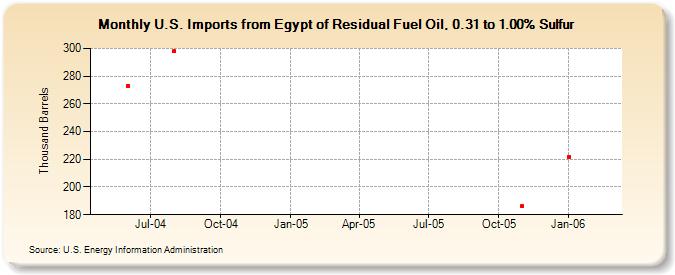 Monthly U.S. Imports from Egypt of Residual Fuel Oil, 0.31 to 1.00% Sulfur
Thousand Barrels
300
280
260
240
220
200
180
Jul-04 Oct-04 Jan-05 Apr-05 Jul-05 Oct-05 Jan-06
Source: U.S. Energy Information Administration